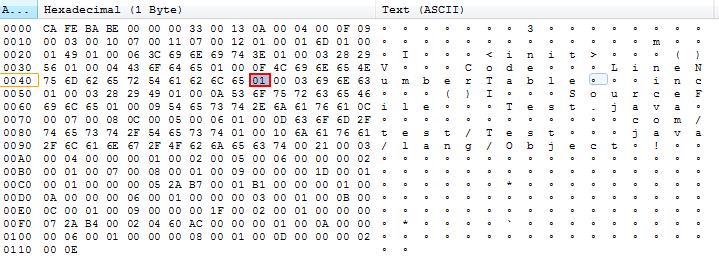 A... Hexadecimal (1 Byte) Text (ASCII)
0000 CA FE BA BE 00 00 00 33 00 13 0A 00 04 00 0F 09 ∘ ∘ ∘ ∘ ∘ ∘ ∘ 3 ∘ ∘ ∘ ∘ ∘ ∘ ∘ ∘
0010 00 03 00 10 07 00 11 07 00 12 01 00 01 6D 01 00 ∘ ∘ ∘ ∘ ∘ ∘ ∘ ∘ ∘ ∘ ∘ ∘ ∘ m ∘ ∘
0020 01 49 01 00 06 3C 69 6E 69 74 3E 01 00 03 28 29 ∘ I ∘ ∘ ∘ < i n i t > ∘ ∘ ∘ ( )
0030 56 01 00 04 43 6F 64 65 01 00 0F 4C 69 6E 65 4E V ∘ ∘ ∘ C o d e ∘ ∘ ∘ L i n e N
0040 75 6D 62 65 72 54 61 62 6C 65 01 00 03 69 6E 63 u m b e r T a b l e ∘ ∘ ∘ i n c
0050 01 00 03 28 29 49 01 00 0A 53 6F 75 72 63 65 46 ∘ ∘ ∘ ( ) I ∘ ∘ ∘ S o u r c e F
0060 69 6C 65 01 00 09 54 65 73 74 2E 6A 61 76 61 0C i l e ∘ ∘ ∘ T e s t . j a v a ∘
0070 00 07 00 08 0C 00 05 00 06 01 00 0D 63 6F 6D 2F ∘ ∘ ∘ ∘ ∘ ∘ ∘ ∘ ∘ ∘ ∘ ∘ c o m /
0080 74 65 73 74 2F 54 65 73 74 01 00 10 6A 61 76 61 t e s t / T e s t ∘ ∘ ∘ j a v a
0090 2F 6C 61 6E 67 2F 4F 62 6A 65 63 74 00 21 00 03 / l a n g / O b j e c t ∘ ! ∘ ∘
00A0 00 04 00 00 00 01 00 02 00 05 00 06 00 00 00 02 ∘ ∘ ∘ ∘ ∘ ∘ ∘ ∘ ∘ ∘ ∘ ∘ ∘ ∘ ∘ ∘
00B0 00 01 00 07 00 08 00 01 00 09 00 00 00 1D 00 01 ∘ ∘ ∘ ∘ ∘ ∘ ∘ ∘ ∘ ∘ ∘ ∘ ∘ ∘ ∘ ∘
00C0 00 01 00 00 00 05 2A B7 00 01 B1 00 00 00 01 00 ∘ ∘ ∘ ∘ ∘ ∘ * ∘ ∘ ∘ ∘ ∘ ∘ ∘ ∘ ∘
00D0 0A 00 00 00 06 00 01 00 00 00 03 00 01 00 0B 00 ∘ ∘ ∘ ∘ ∘ ∘ ∘ ∘ ∘ ∘ ∘ ∘ ∘ ∘ ∘ ∘
00E0 0C 00 01 00 09 00 00 00 1F 00 02 00 01 00 00 00 ∘ ∘ ∘ ∘ ∘ ∘ ∘ ∘ ∘ ∘ ∘ ∘ ∘ ∘ ∘ ∘
00F0 07 2A B4 00 02 04 60 AC 00 00 00 01 00 0A 00 00 ∘ * ∘ ∘ ∘ ∘ ` ∘ ∘ ∘ ∘ ∘ ∘ ∘ ∘ ∘
0100 00 06 00 01 00 00 00 08 00 01 00 0D 00 00 00 02 ∘ ∘ ∘ ∘ ∘ ∘ ∘ ∘ ∘ ∘ ∘ ∘ ∘ ∘ ∘ ∘
0110 00 0E ∘ ∘